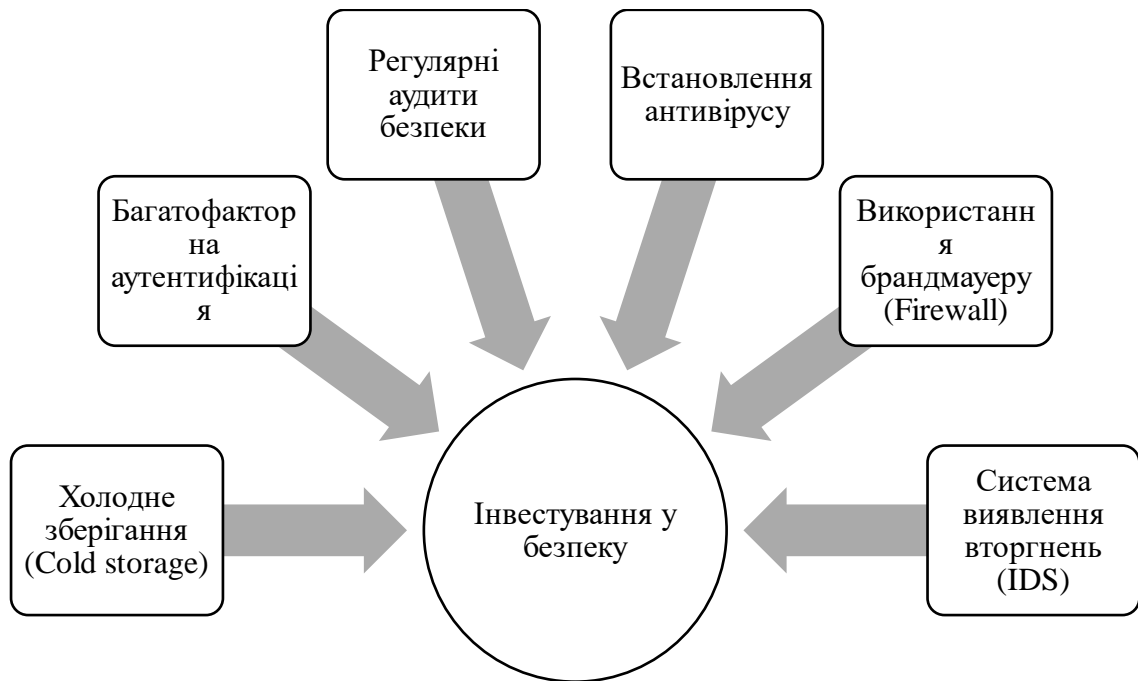 Регулярні
аудити
безпеки
Встановлення
антивірусу
Багатофактор
на
аутентифікаці
я
Використанн
я
брандмауеру
(Firewall)
Холодне
зберігання
(Cold storage)
Інвестування у
безпеку
Система
виявлення
вторгнень
(IDS)